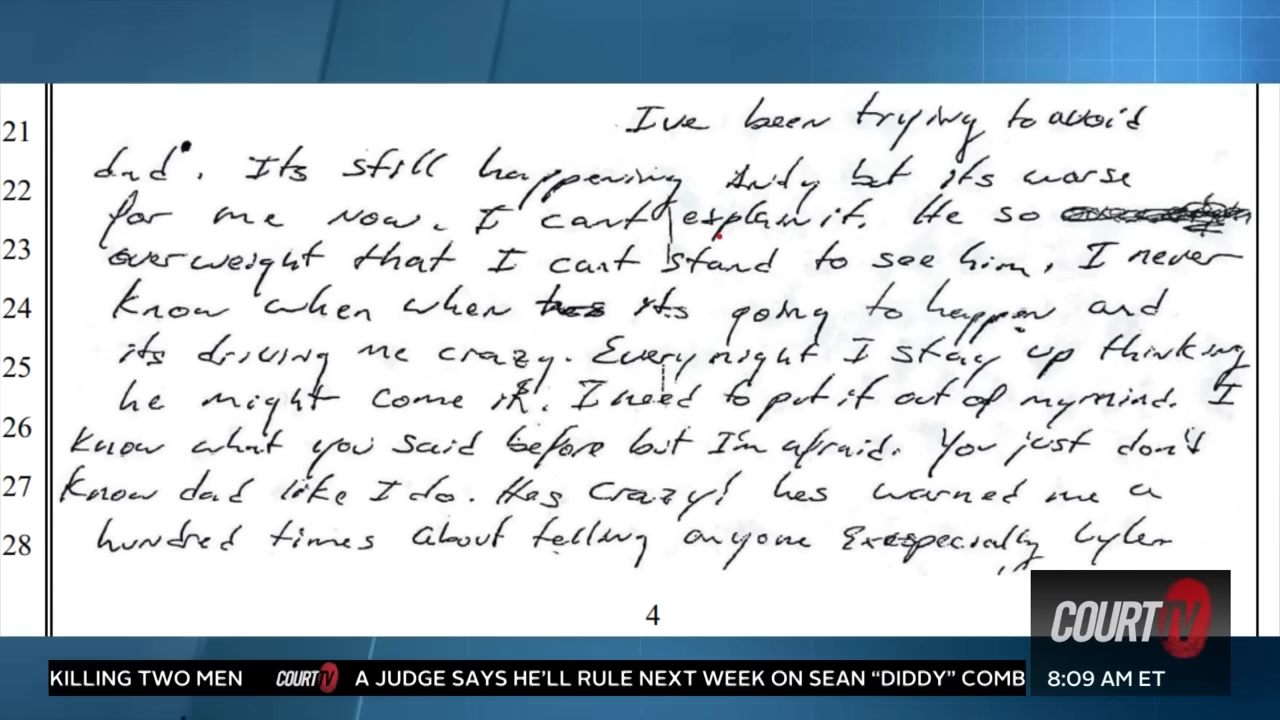 21 Ive been trying to avoid
22 dad. Its still happening Andy but its worse
for me now. I cant explain it. He so
23 overweight that I cant stand to see him. I never
24 know when when its going to happen and
25 its driving me crazy. Every night I stay up thinking
he might come in. I need to put it out of my mind. I
26 know what you said before but I'm afraid. You just don't
27 know dad like I do. Hes crazy! hes warned me a
28 hundred times about telling anyone Exespecially Lyle
4
COURT TV
KILLING TWO MEN COURT TV A JUDGE SAYS HE'LL RULE NEXT WEEK ON SEAN “DIDDY” COMB 8:09 AM ET